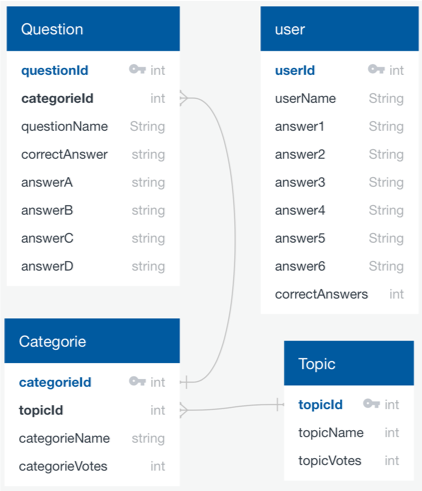 Question
questionId int
categorieId int
questionName String
correctAnswer string
answerA string
answerB string
answerC string
answerD string
user
userId int
userName String
answer1 String
answer2 String
answer3 String
answer4 String
answer5 String
answer6 String
correctAnswers int
Categorie
categorieId int
topicId int
categorieName string
categorieVotes int
Topic
topicId int
topicName int
topicVotes int